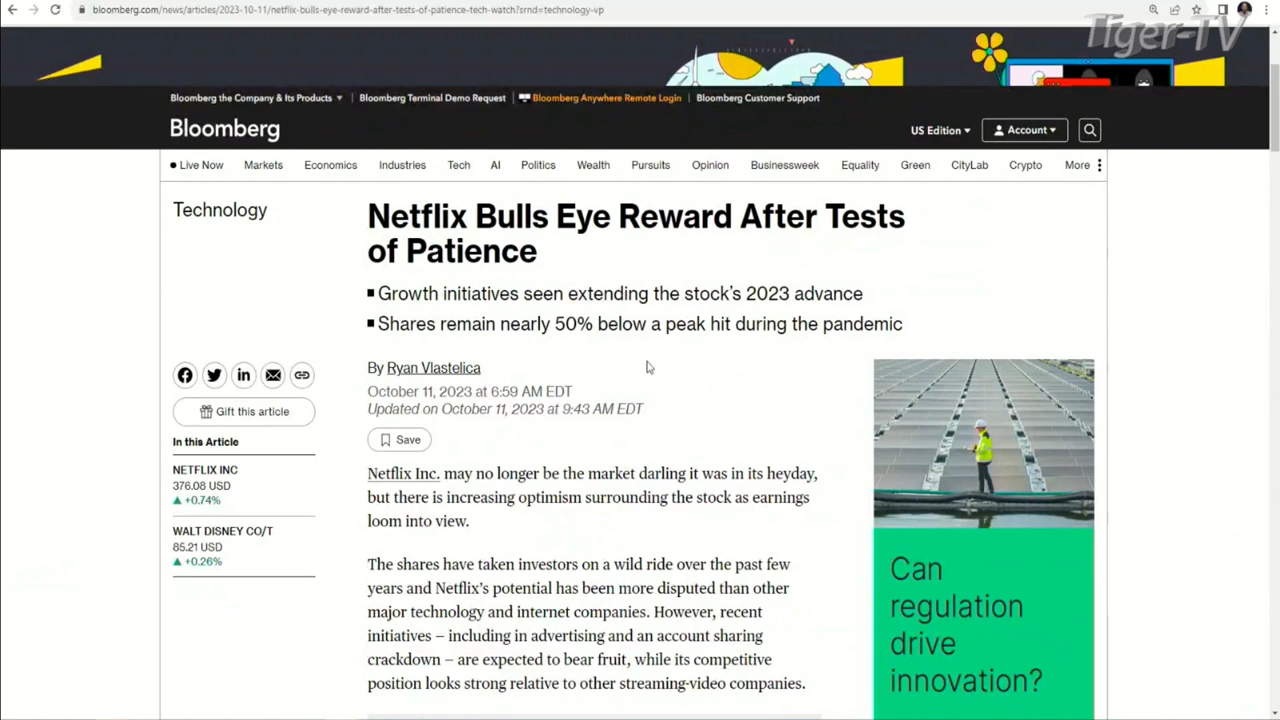 bloomberg.com/news/articles/2023-10-11/netflix-bulls-eye-reward-after-tests-of-patience-tech-watch?srnd=technology-vp
Tiger-TV
Bloomberg the Company & Its Products
Bloomberg Terminal Demo Request
Bloomberg Anywhere Remote Login
Bloomberg Customer Support
Bloomberg
US Edition
Account
Live Now
Markets
Economics
Industries
Tech
AI
Politics
Wealth
Pursuits
Opinion
Businessweek
Equality
Green
CityLab
Crypto
More
Technology
Netflix Bulls Eye Reward After Tests
of Patience
Growth initiatives seen extending the stock's 2023 advance
Shares remain nearly 50% below a peak hit during the pandemic
By Ryan Vlastelica
October 11, 2023 at 6:59 AM EDT
Updated on October 11, 2023 at 9:43 AM EDT
Save
Gift this article
In this Article
NETFLIX INC
376.08 USD
▲ +0.74%
WALT DISNEY CO/T
85.21 USD
▲ +0.26%
Netflix Inc. may no longer be the market darling it was in its heyday,
but there is increasing optimism surrounding the stock as earnings
loom into view.
The shares have taken investors on a wild ride over the past few
years and Netflix's potential has been more disputed than other
major technology and internet companies. However, recent
initiatives – including in advertising and an account sharing
crackdown – are expected to bear fruit, while its competitive
position looks strong relative to other streaming-video companies.
Can
regulation
drive
innovation?